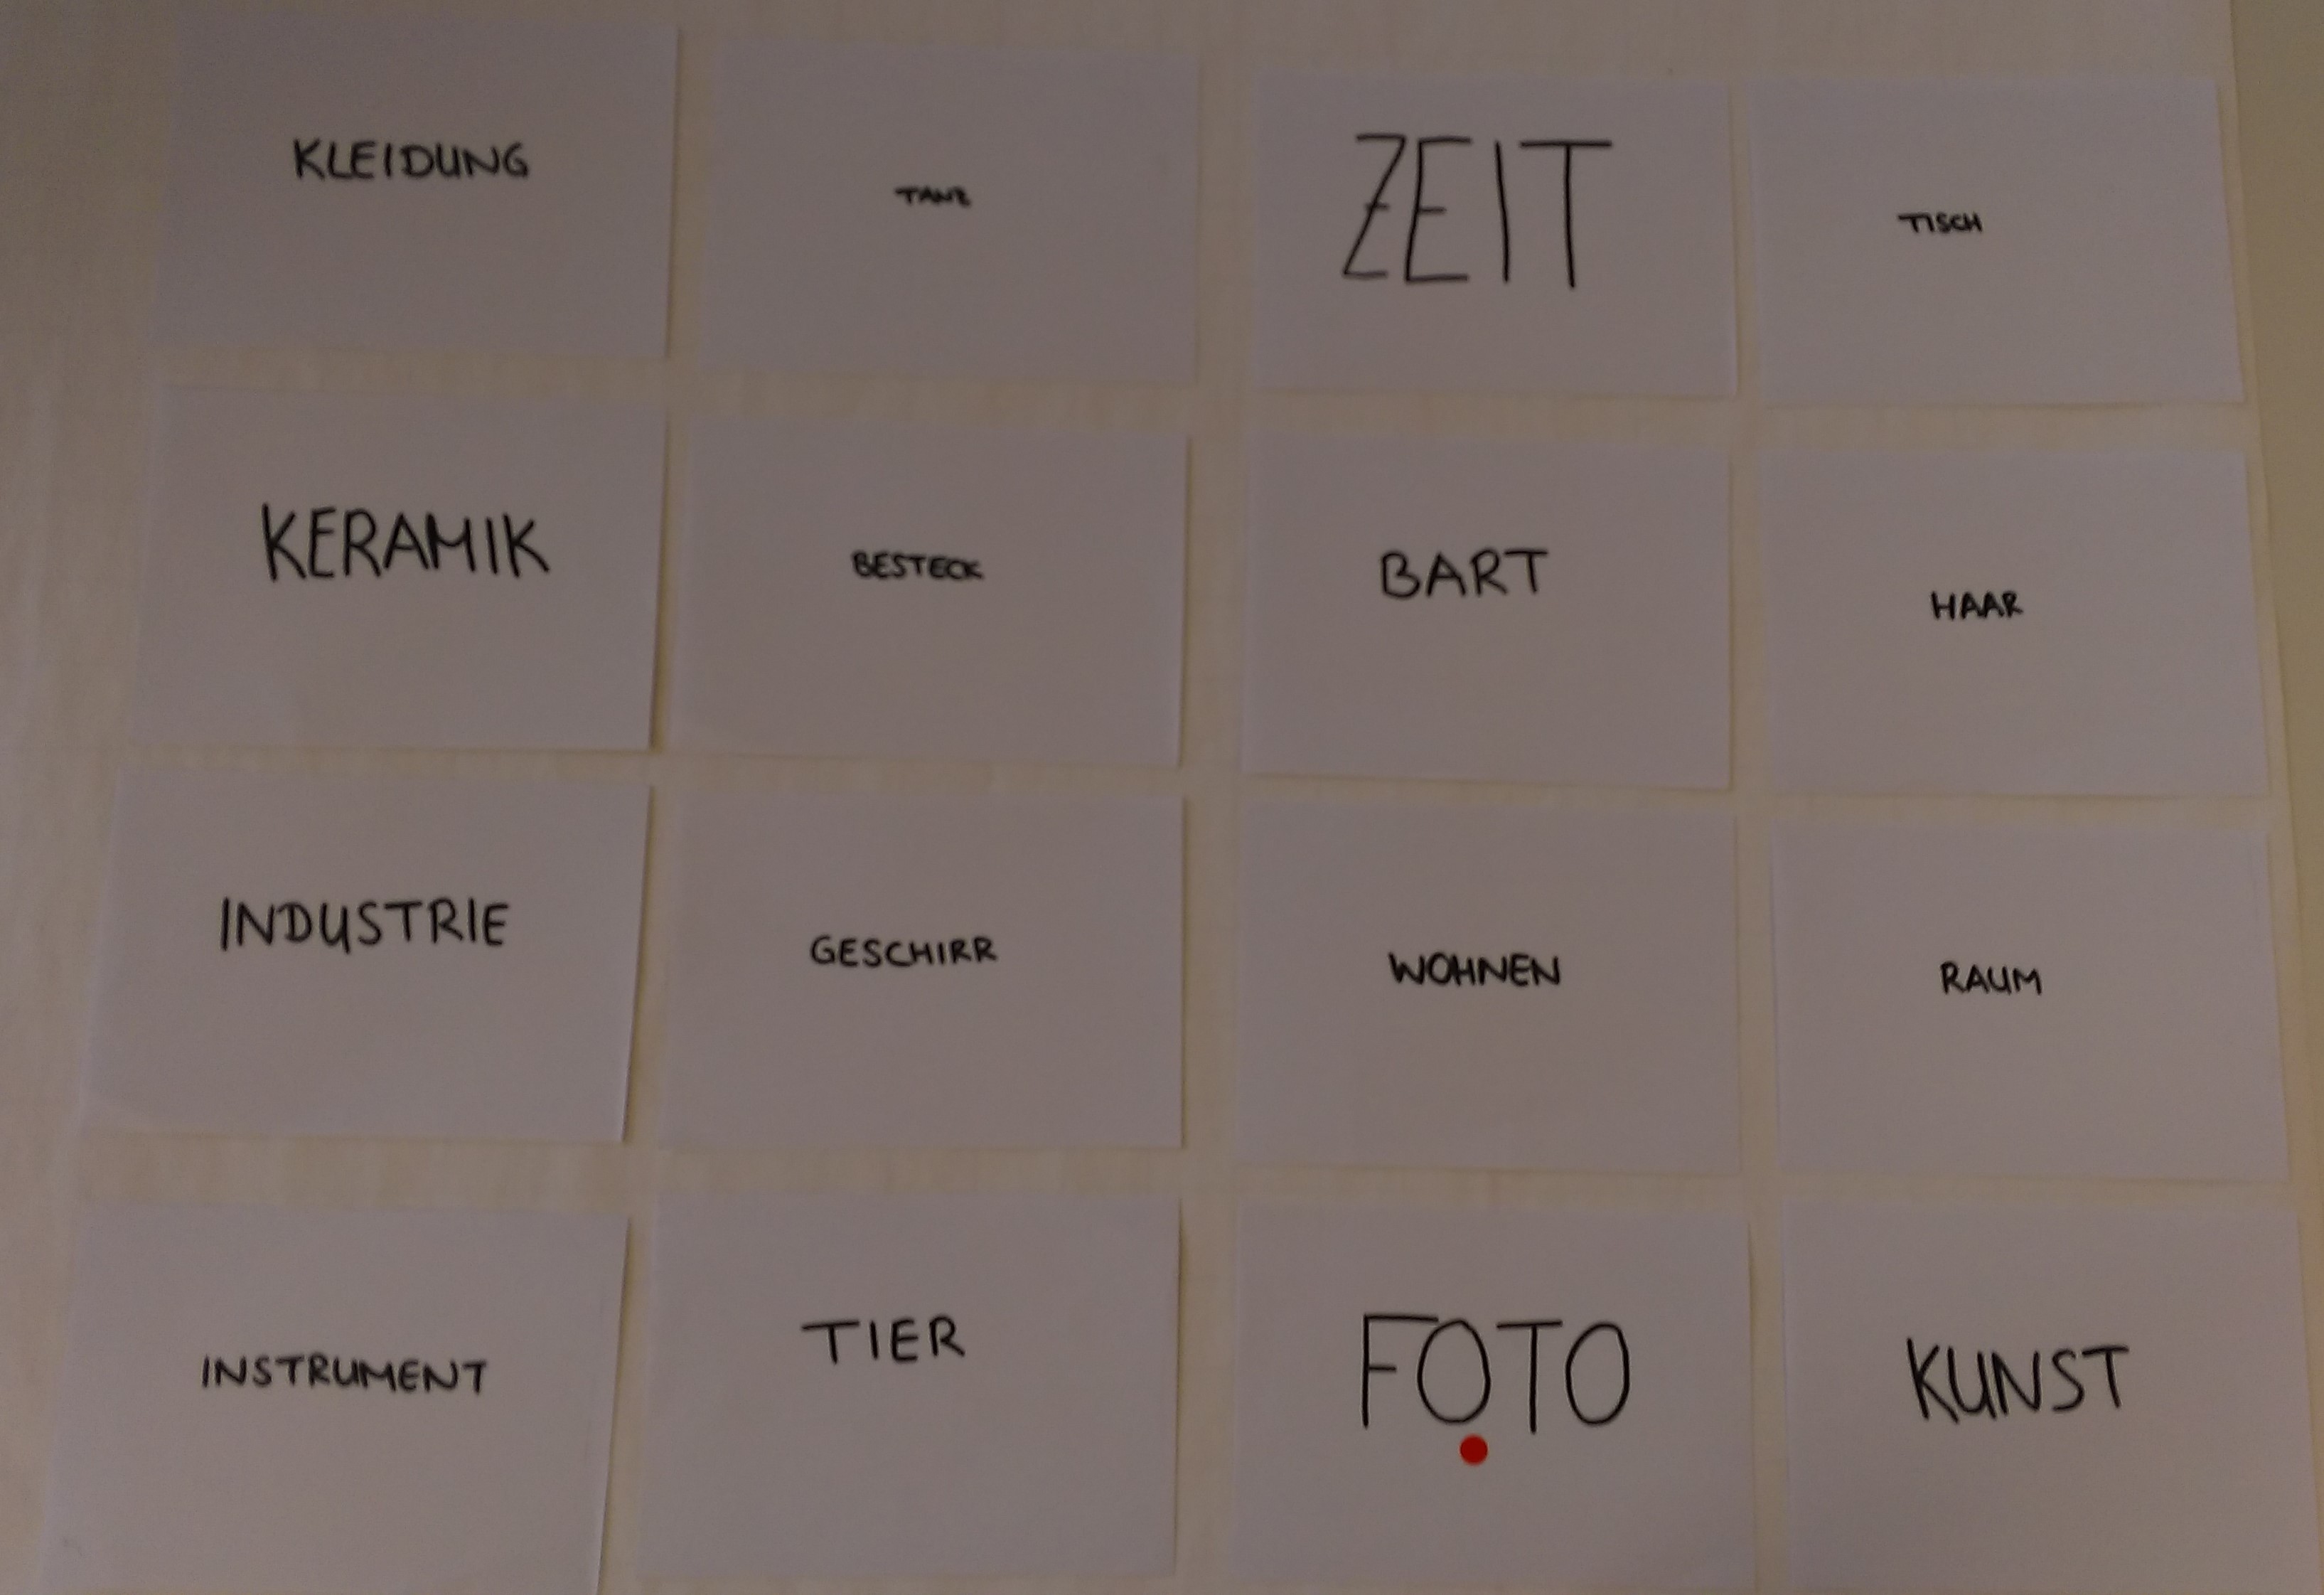 KLEIDUNG
TANZ
ZEIT
TISCH
KERAMIK
BESTECK
BART
HAAR
INDUSTRIE
GESCHIRR
WOHNEN
RAUM
INSTRUMENT
TIER
FOTO
KUNST